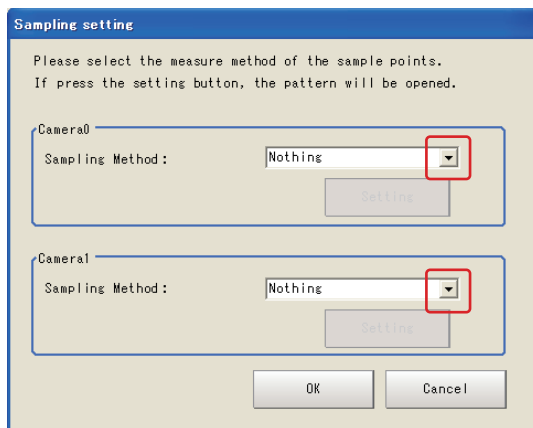 Sampling setting
Please select the measure method of the sample points.
If press the setting button, the pattern will be opened.
Camera0
Sampling Method:
Nothing
Setting
Camera1
Sampling Method:
Nothing
Setting
OK
Cancel